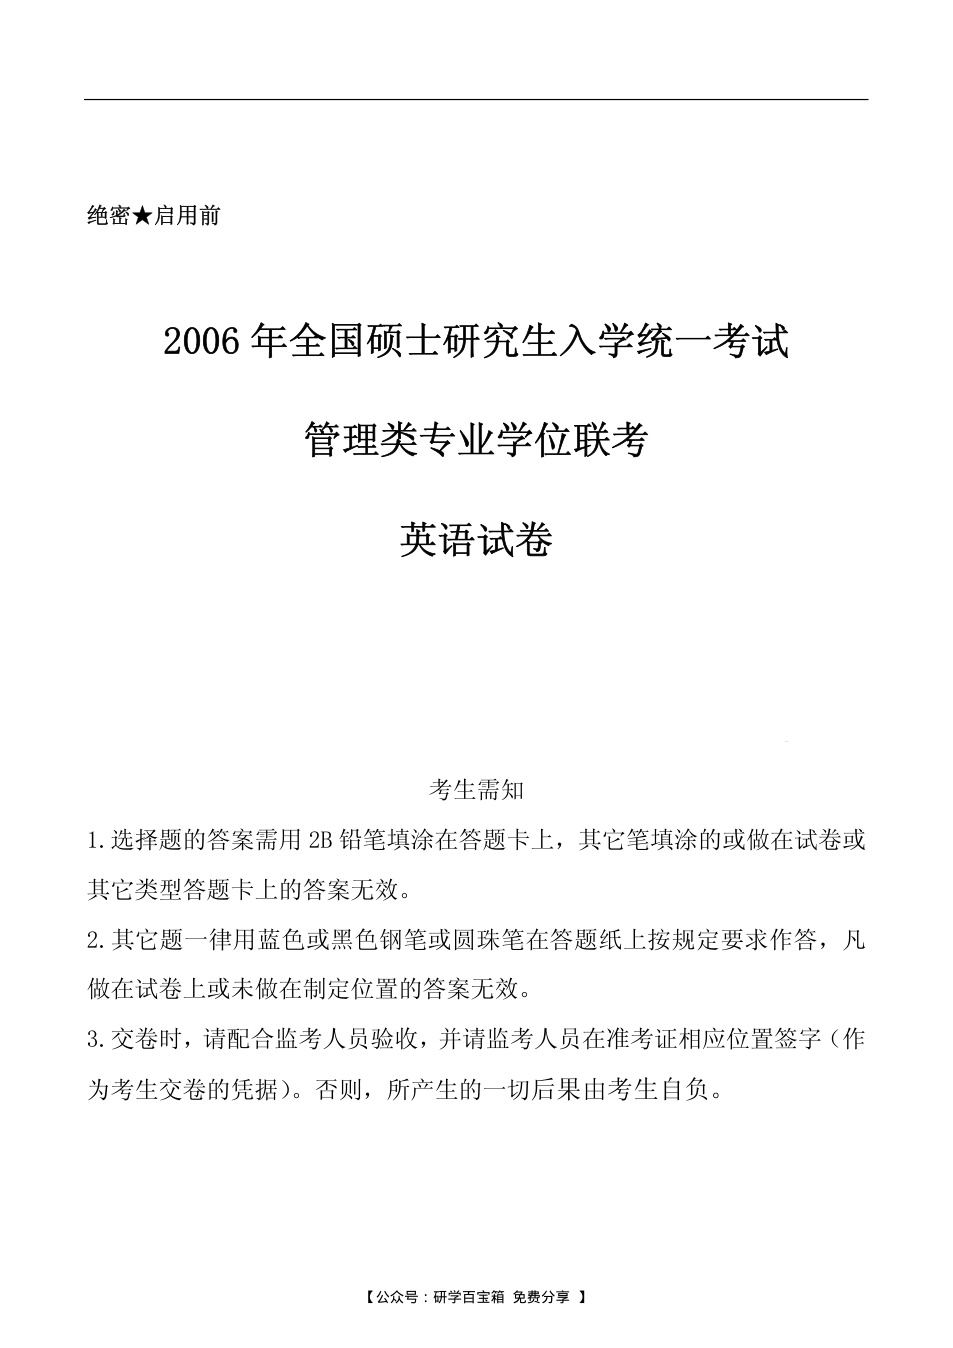 绝密★启用前
2006 年全国硕士研究生入学统一考试
管理类专业学位联考
英语试卷
考生需知
1.选择题的答案需用 2B 铅笔填涂在答题卡上，其它笔填涂的或做在试卷或
其它类型答题卡上的答案无效。
2.其它题一律用蓝色或黑色钢笔或圆珠笔在答题纸上按规定要求作答，凡
做在试卷上或未做在制定位置的答案无效。
3.交卷时，请配合监考人员验收，并请监考人员在准考证相应位置签字（作
为考生交卷的凭据）。否则，所产生的一切后果由考生自负。
【公众号：研学百宝箱 免费分享 】